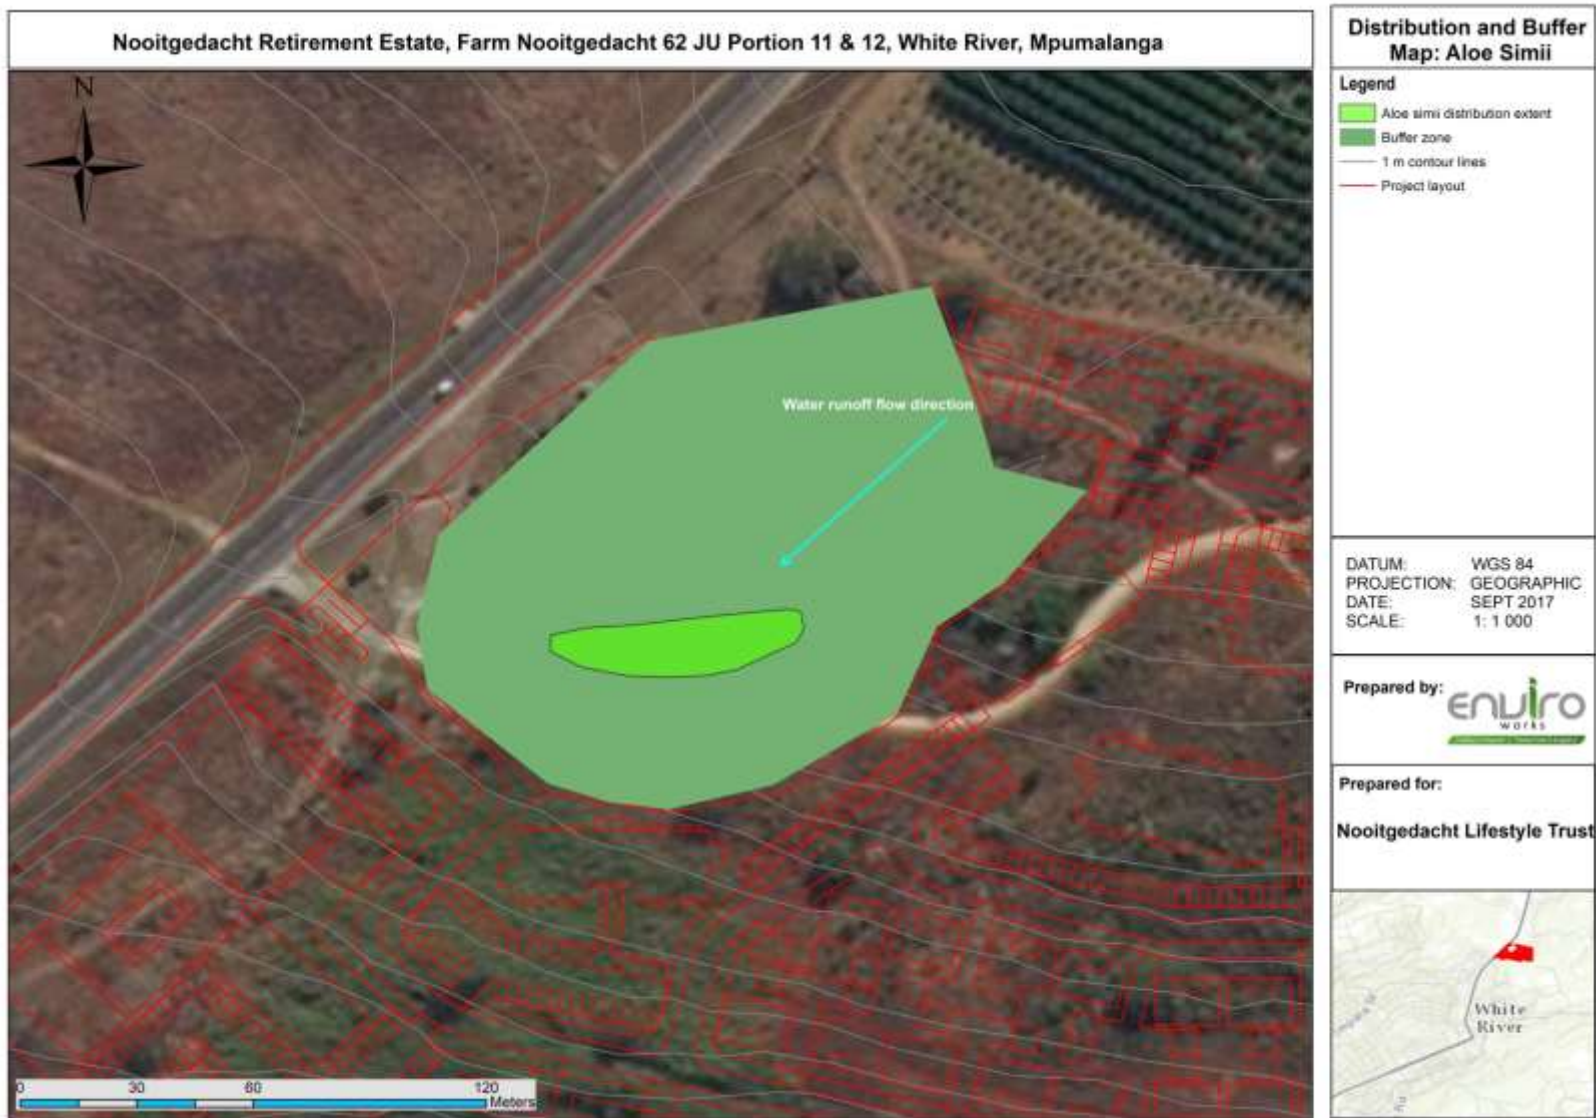 Nooitgedacht Retirement Estate, Farm Nooitgedacht 62 JU Portion 11 & 12, White River, Mpumalanga
N
Water runoff flow direction
0 30 60 120
Meters
Distribution and Buffer
Map: Aloe Simii
Legend
Aloe simii distribution extent
Buffer zone
1 m contour lines
Project layout
DATUM: WGS 84
PROJECTION: GEOGRAPHIC
DATE: SEPT 2017
SCALE: 1: 1 000
Prepared by:
enviro
works
Prepared for:
Nooitgedacht Lifestyle Trust
White
River